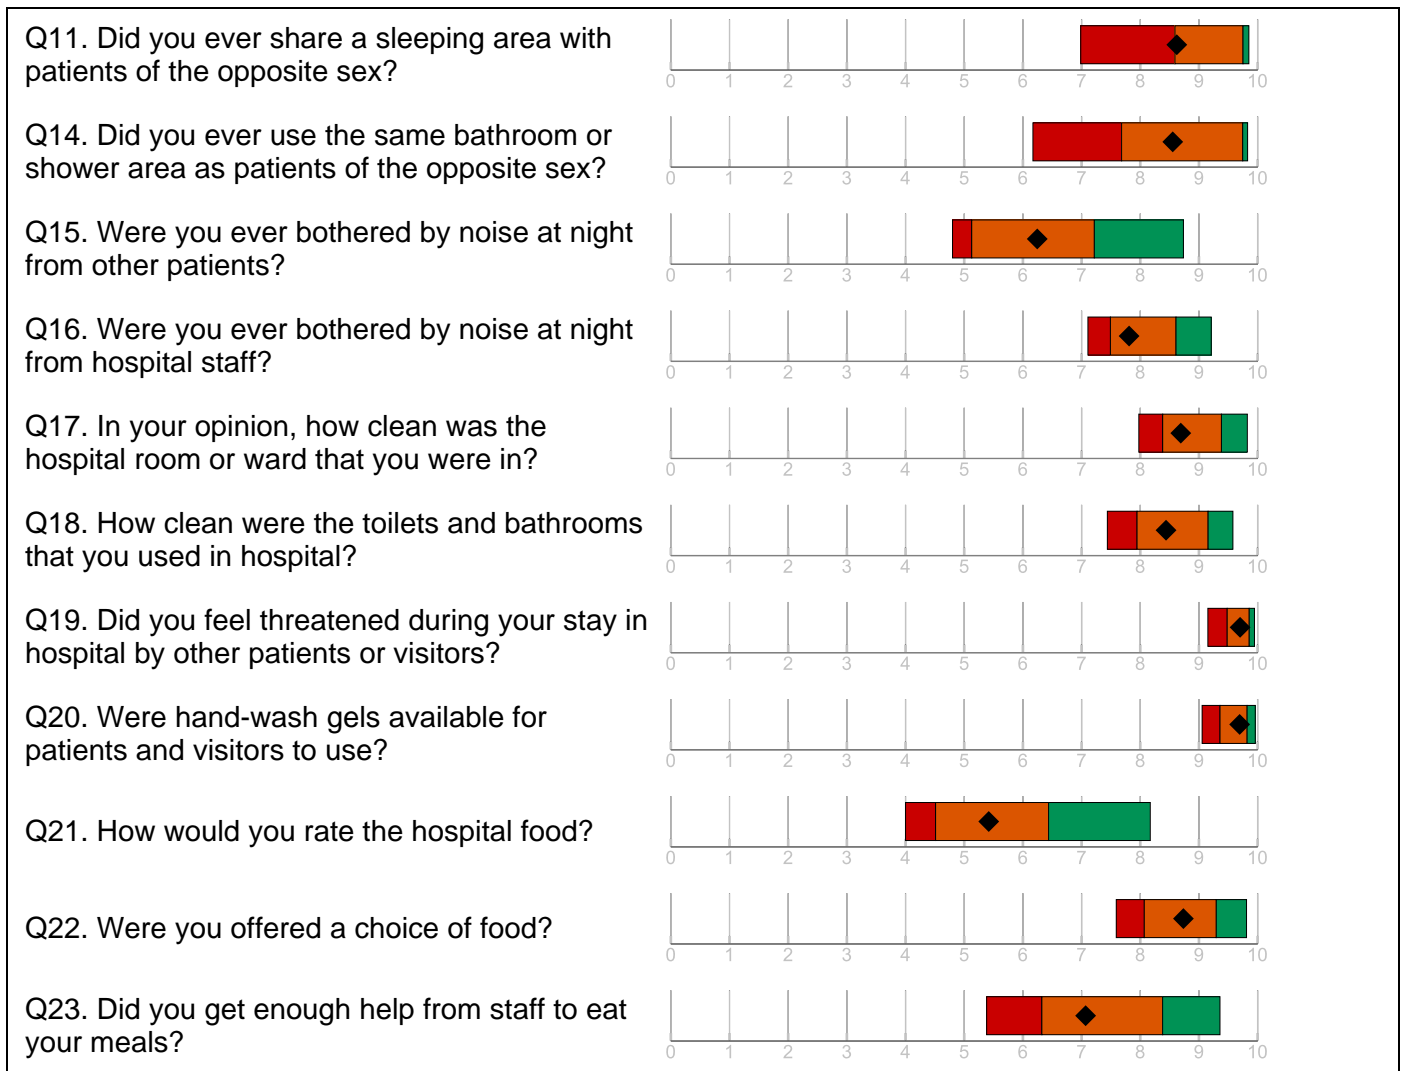 Q11. Did you ever share a sleeping area with
patients of the opposite sex?
0 1 2 3 4 5 6 7 8 9 10
Q14. Did you ever use the same bathroom or
shower area as patients of the opposite sex?
0 1 2 3 4 5 6 7 8 9 10
Q15. Were you ever bothered by noise at night
from other patients?
0 1 2 3 4 5 6 7 8 9 10
Q16. Were you ever bothered by noise at night
from hospital staff?
0 1 2 3 4 5 6 7 8 9 10
Q17. In your opinion, how clean was the
hospital room or ward that you were in?
0 1 2 3 4 5 6 7 8 9 10
Q18. How clean were the toilets and bathrooms
that you used in hospital?
0 1 2 3 4 5 6 7 8 9 10
Q19. Did you feel threatened during your stay in
hospital by other patients or visitors?
0 1 2 3 4 5 6 7 8 9 10
Q20. Were hand-wash gels available for
patients and visitors to use?
0 1 2 3 4 5 6 7 8 9 10
Q21. How would you rate the hospital food?
0 1 2 3 4 5 6 7 8 9 10
Q22. Were you offered a choice of food?
0 1 2 3 4 5 6 7 8 9 10
Q23. Did you get enough help from staff to eat
your meals?
0 1 2 3 4 5 6 7 8 9 10